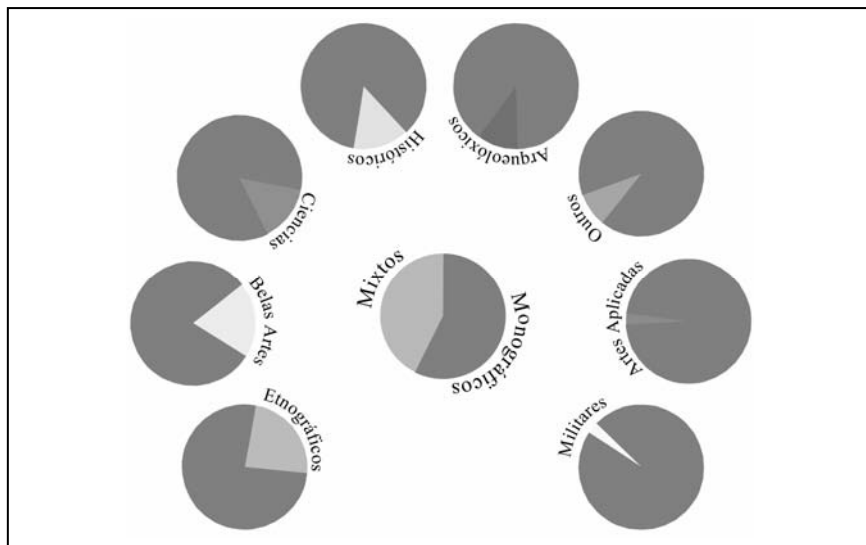 Históricos
Arqueolóxicos
Ciencias
Outros
Belas Artes
Mixtos
Monográficos
Artes Aplicadas
Etnográficos
Militares